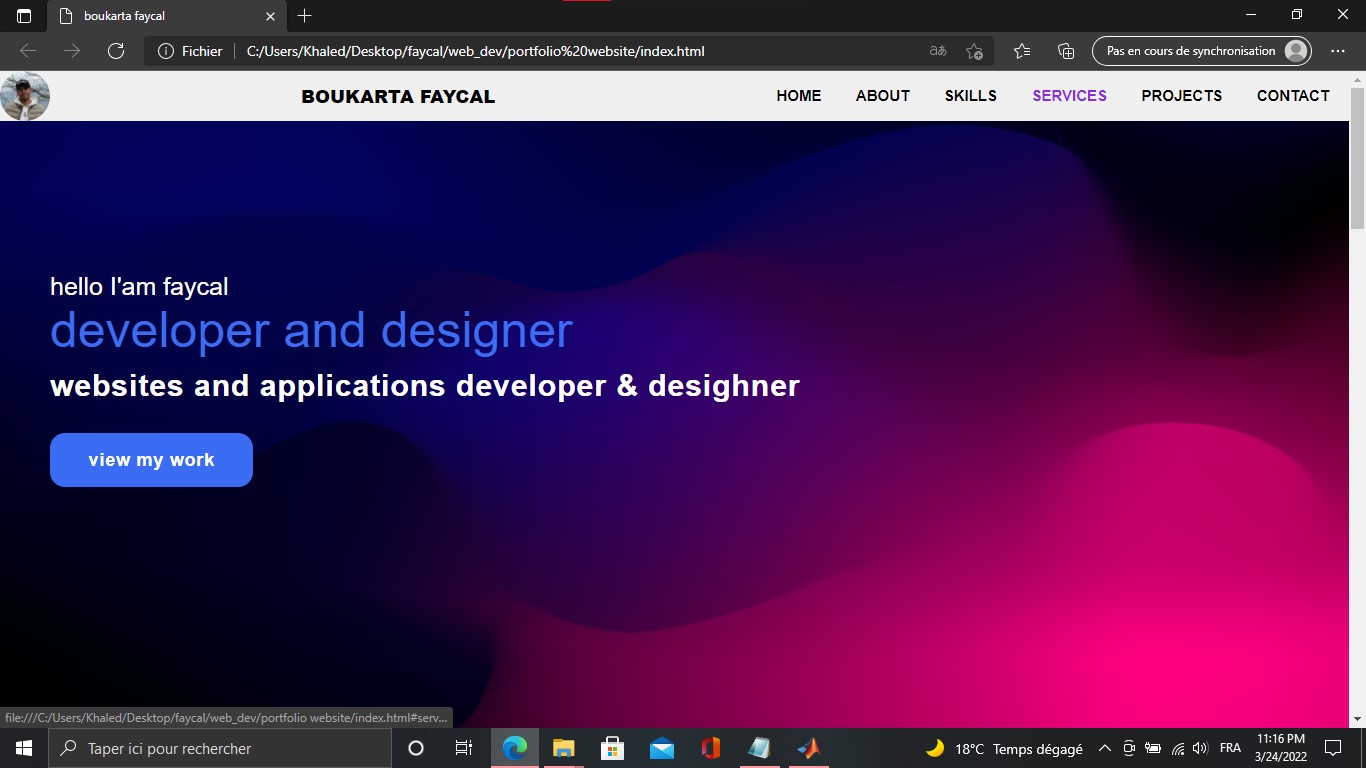 boukarta faycal
Fichier C:/Users/Khaled/Desktop/faycal/web_dev/portfolio%20website/index.html aあ Pas en cours de synchronisation
BOUKARTA FAYCAL HOME ABOUT SKILLS SERVICES PROJECTS CONTACT
hello I'am faycal
developer and designer
websites and applications developer & desighner
view my work
file:///C:/Users/Khaled/Desktop/faycal/web_dev/portfolio website/index.html#serv...
Taper ici pour rechercher 18°C Temps dégagé FRA 11:16 PM
3/24/2022